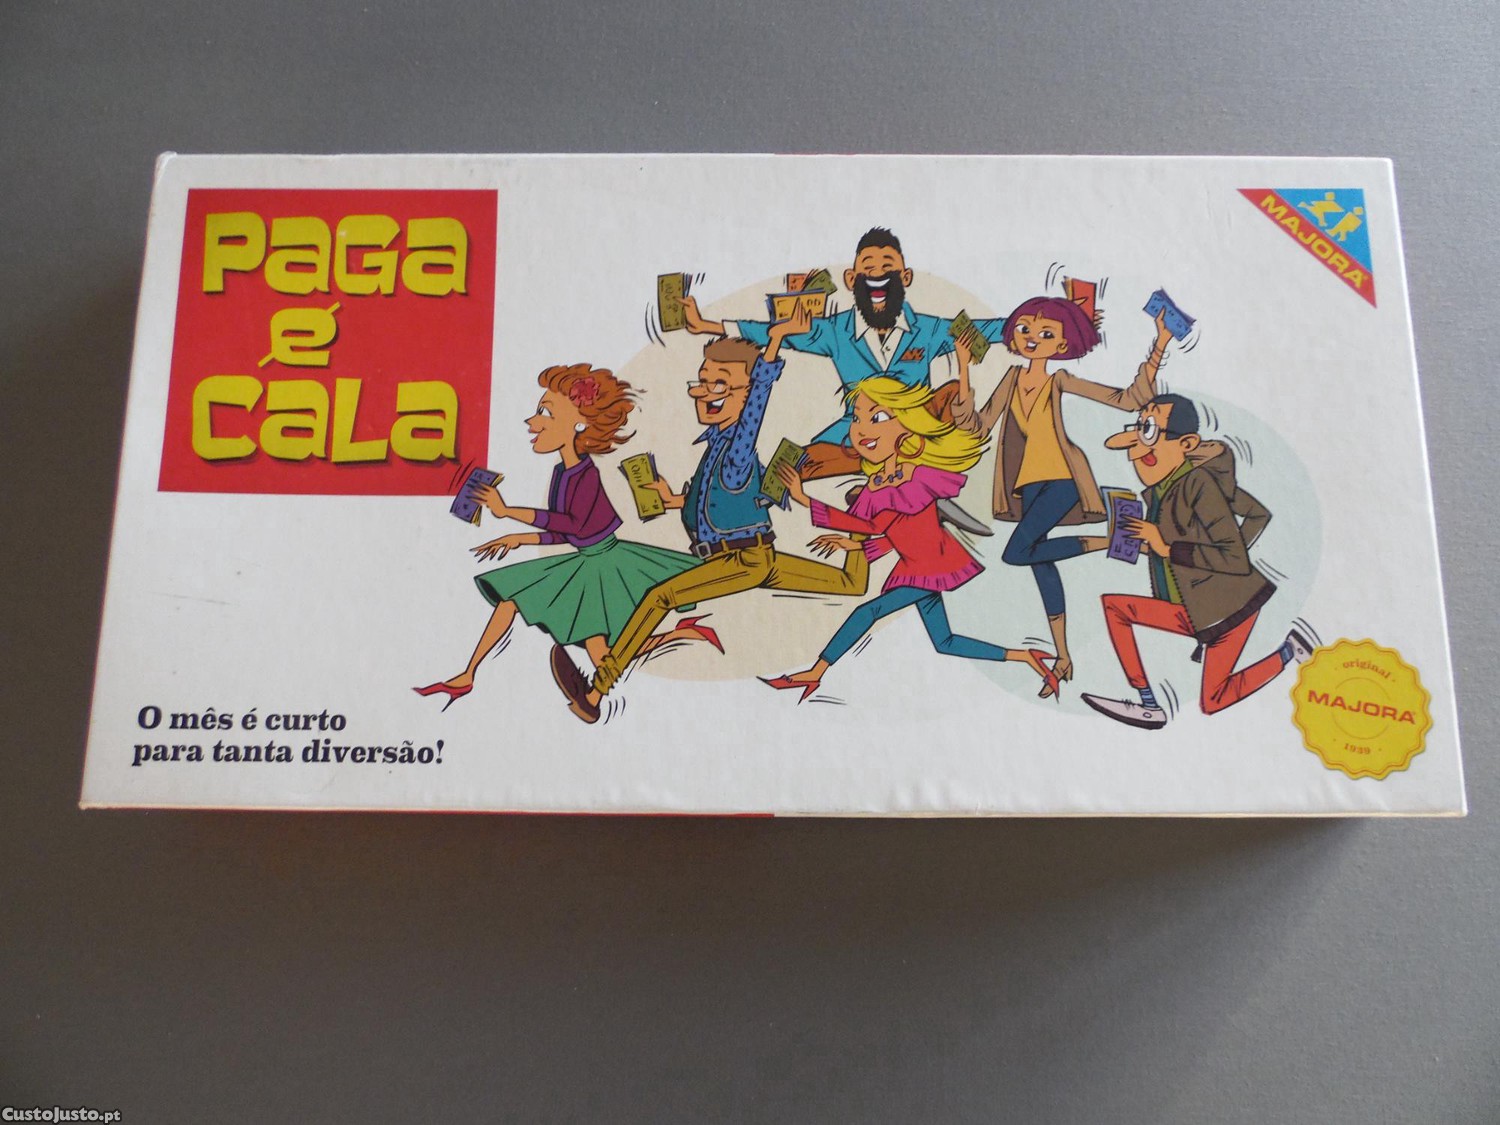 PAGA
E
CALA
MAJORA
O mês é curto
para tanta diversão!
original
MAJORA
1939
CustoJusto.pt